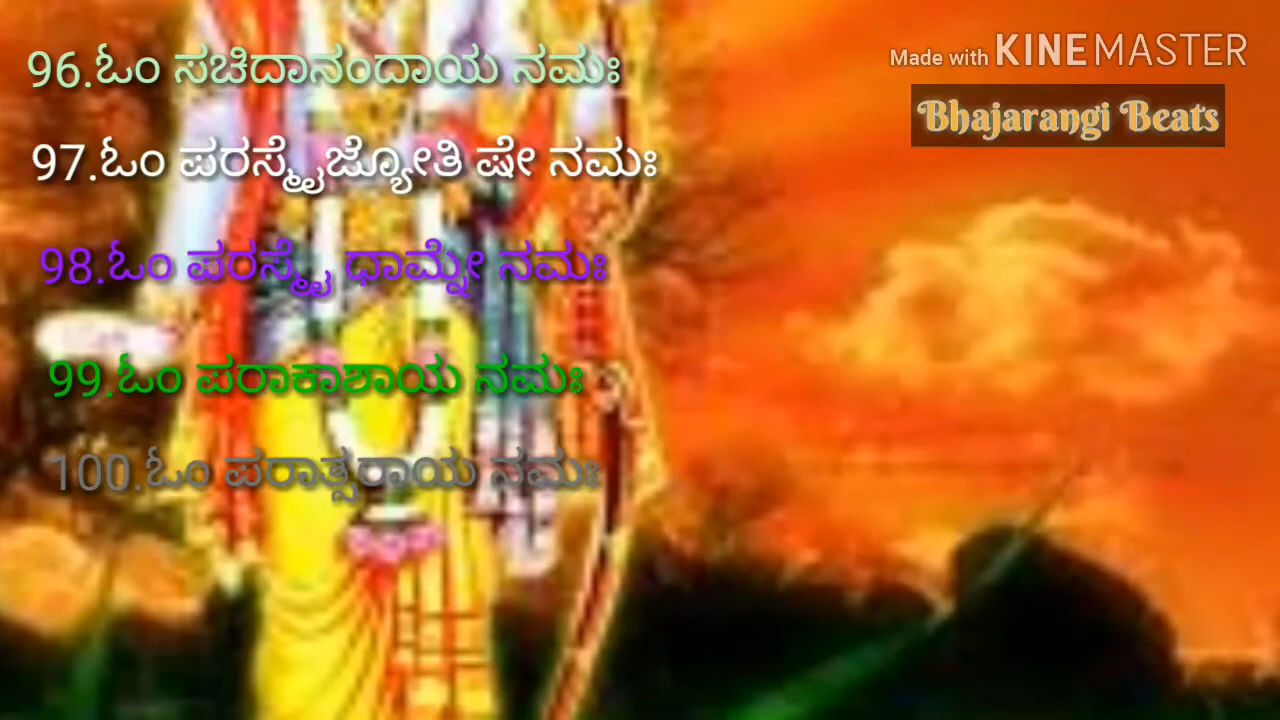 96.ಓಂ ಸಚಿದಾನಂದಾಯ ನಮಃ
Made with KINEMASTER
Bhajarangi Beats
97.ಓಂ ಪರಸ್ಮೈಜ್ಯೋತಿ ಷೇ ನಮಃ
98.ಓಂ ಪರಸ್ಮೈ ಧಾಮ್ನೇ ನಮಃ
99.ಓಂ ಪರಾಕಾಶಾಯ ನಮಃ
100.ಓಂ ಪರಾತ್ಪರಾಯ ನಮಃ